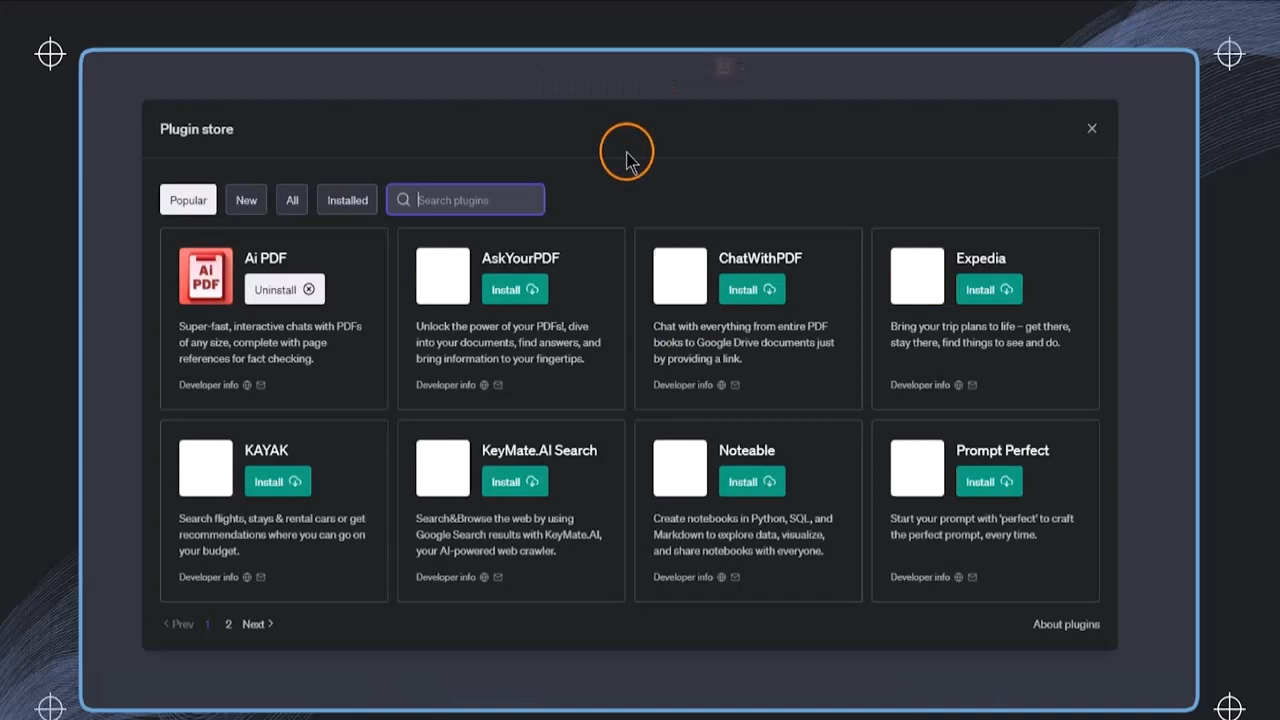 Plugin store
Popular
New
All
Installed
Search plugins
AI
PDF
Ai PDF
Uninstall
Super-fast, interactive chats with PDFs
of any size, complete with page
references for fact checking.
Developer info
AskYourPDF
Install
Unlock the power of your PDFs!, dive
into your documents, find answers, and
bring information to your fingertips.
Developer info
ChatWithPDF
Install
Chat with everything from entire PDF
books to Google Drive documents just
by providing a link.
Developer info
Expedia
Install
Bring your trip plans to life – get there,
stay there, find things to see and do.
Developer info
KAYAK
Install
Search flights, stays & rental cars or get
recommendations where you can go on
your budget.
Developer info
KeyMate.AI Search
Install
Search&Browse the web by using
Google Search results with KeyMate.AI,
your AI-powered web crawler.
Developer info
Noteable
Install
Create notebooks in Python, SQL, and
Markdown to explore data, visualize,
and share notebooks with everyone.
Developer info
Prompt Perfect
Install
Start your prompt with 'perfect' to craft
the perfect prompt, every time.
Developer info
Prev 1 2 Next
About plugins